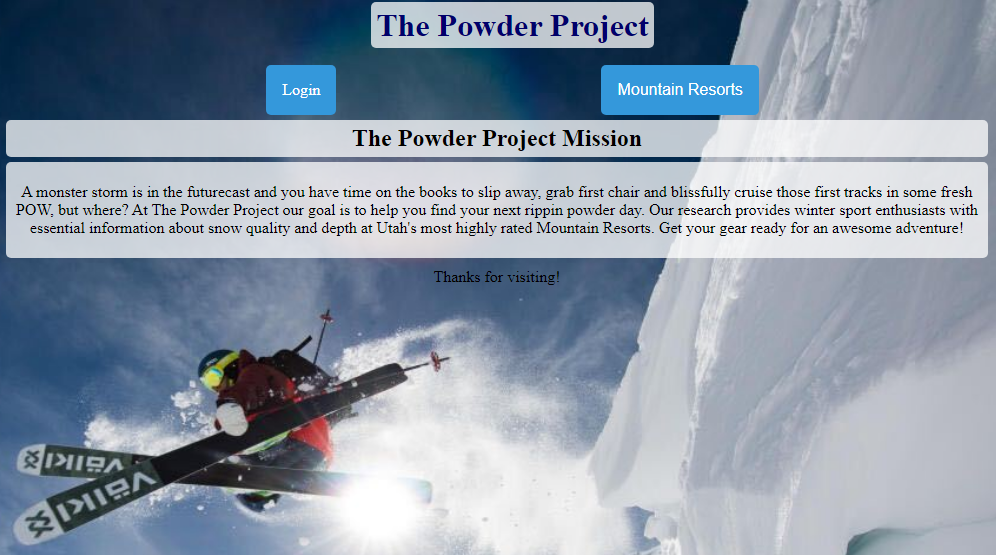 The Powder Project
Login
Mountain Resorts
The Powder Project Mission
A monster storm is in the futurecast and you have time on the books to slip away, grab first chair and blissfully cruise those first tracks in some fresh
POW, but where? At The Powder Project our goal is to help you find your next rippin powder day. Our research provides winter sport enthusiasts with
essential information about snow quality and depth at Utah's most highly rated Mountain Resorts. Get your gear ready for an awesome adventure!
Thanks for visiting!
Völkl
Völkl